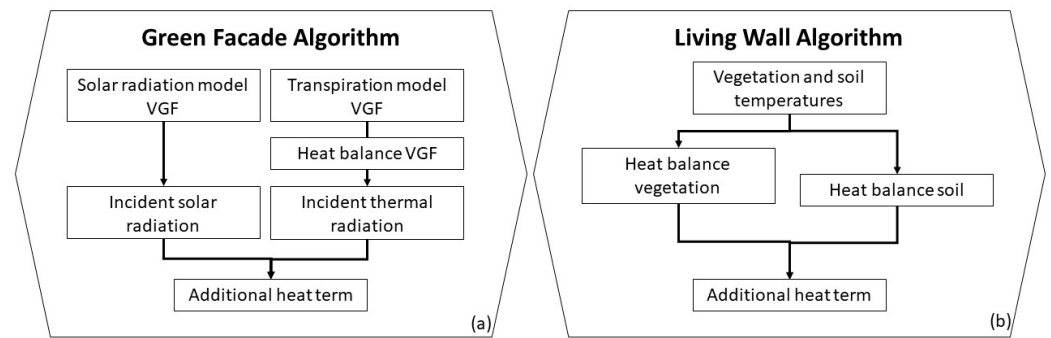 Green Facade Algorithm
Solar radiation model
VGF
Transpiration model
VGF
Heat balance VGF
Incident solar
radiation
Incident thermal
radiation
Additional heat term
(a)
Living Wall Algorithm
Vegetation and soil
temperatures
Heat balance
vegetation
Heat balance soil
Additional heat term
(b)